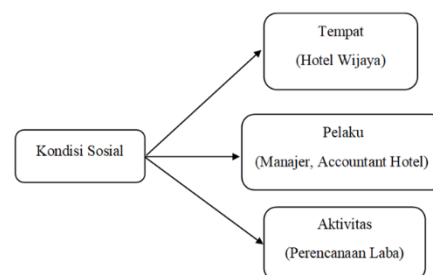 Tempat
(Hotel Wijaya)
Kondisi Sosial
Pelaku
(Manajer, Accountant Hotel)
Aktivitas
(Perencanaan Laba)